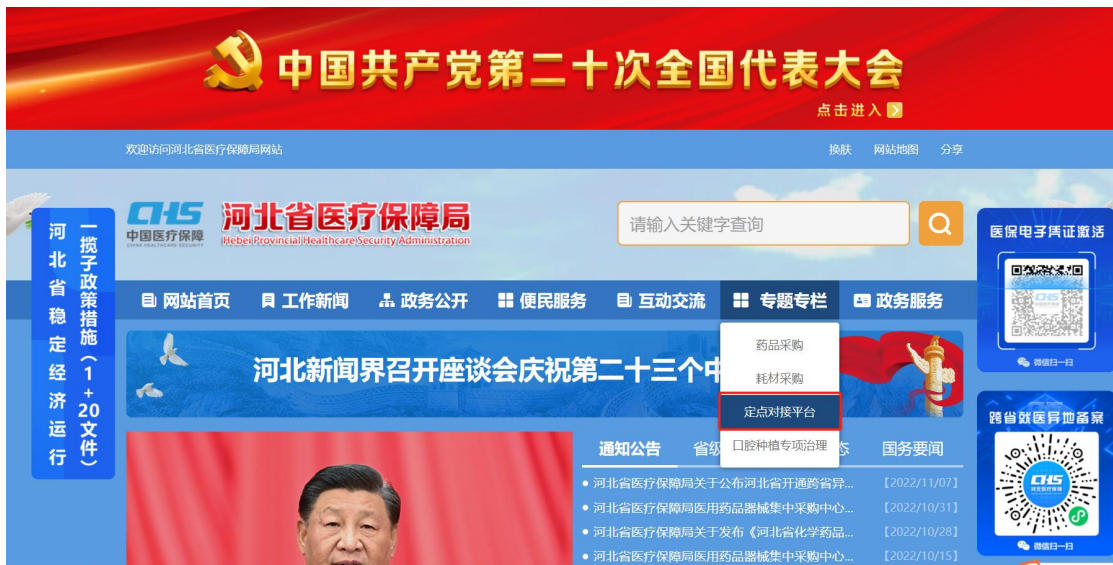 中国共产党第二十次全国代表大会
点击进入
欢迎访问河北省医疗保障局网站
换肤 网站地图 分享
CHS
中国医疗保障
CHINA HEALTHCARE SECURITY
河北省医疗保障局
Hebei Provincial Healthcare Security Administration
请输入关键字查询
网站首页 工作新闻 政务公开 便民服务 互动交流 专题专栏 政务服务
药品采购
耗材采购
定点对接平台
口腔种植专项治理
河北新闻界召开座谈会庆祝第二十三个中
通知公告 省级 态 国务要闻
河北省医疗保障局关于公布河北省开通跨省异... 【2022/11/07】
河北省医疗保障局医用药品器械集中采购中心... 【2022/10/31】
河北省医疗保障局关于发布《河北省化学药品... 【2022/10/28】
河北省医疗保障局医用药品器械集中采购中心... 【2022/10/15】
一揽子政策措施（1+20文件）
河北省稳定经济运行
医保电子凭证激活
CHS
微信扫一扫
跨省就医异地备案
CHS
微信扫一扫